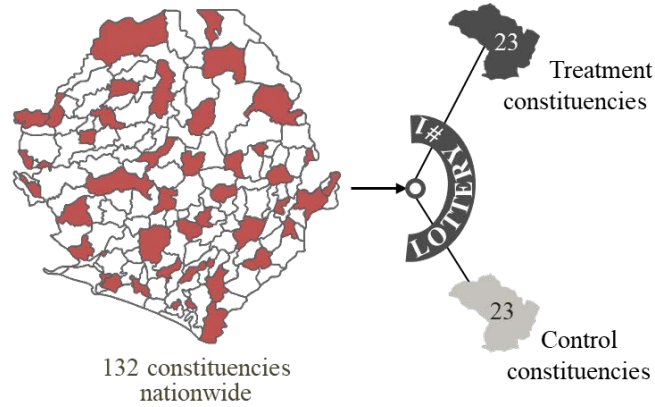 23
Treatment
constituencies
LOTTERY #1
23
Control
constituencies
132 constituencies
nationwide